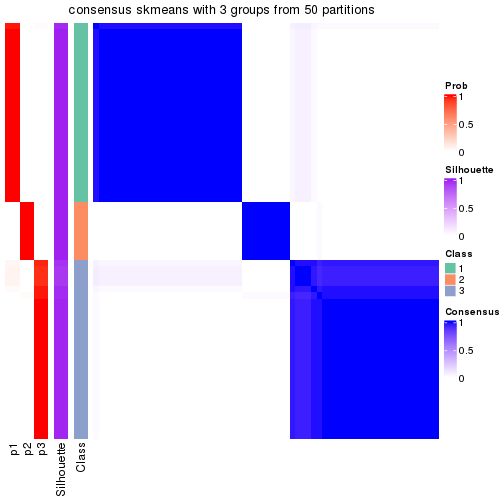 consensus skmeans with 3 groups from 50 partitions
Prob
1
0.5
0
Silhouette
1
0.5
0
Class
1
2
3
Consensus
1
0.5
0
p1
p2
p3
Silhouette
Class